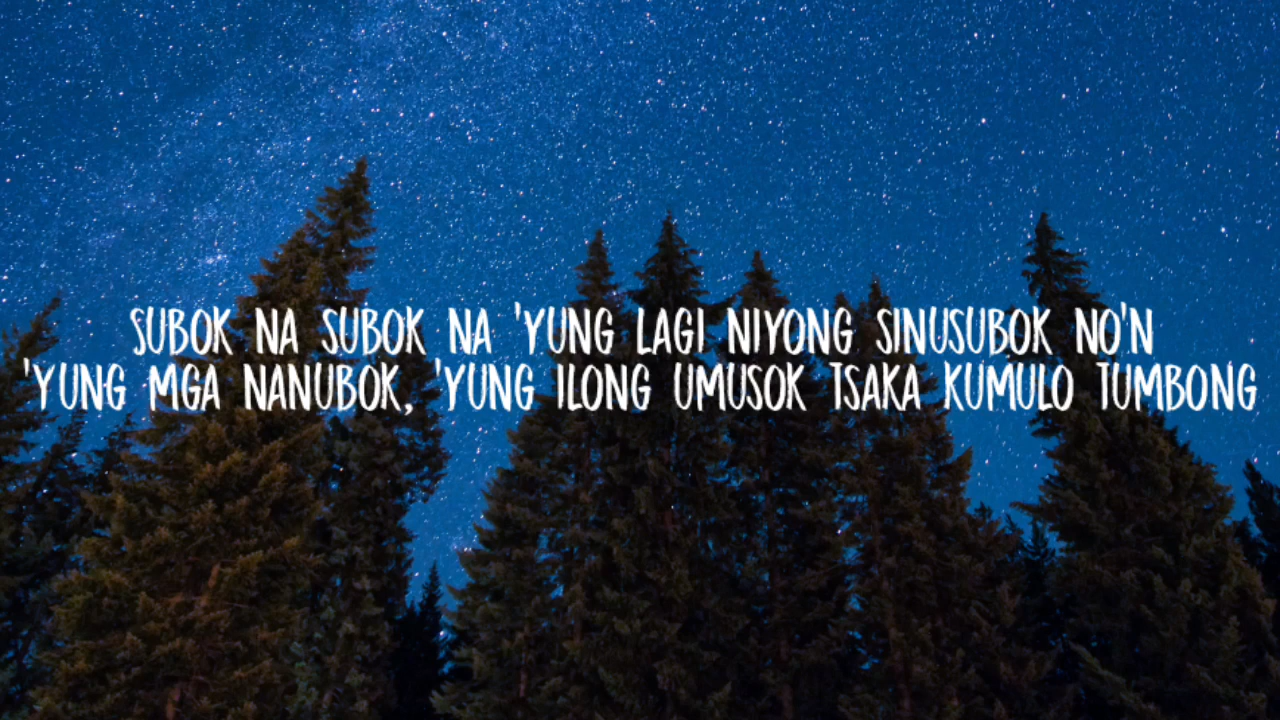 SUBOK NA SUBOK NA 'YUNG LAGI NIYONG SINUSUBOK NO'N
'YUNG MGA NANUBOK, 'YUNG ILONG UMUSOK TSAKA KUMULO TUMBONG